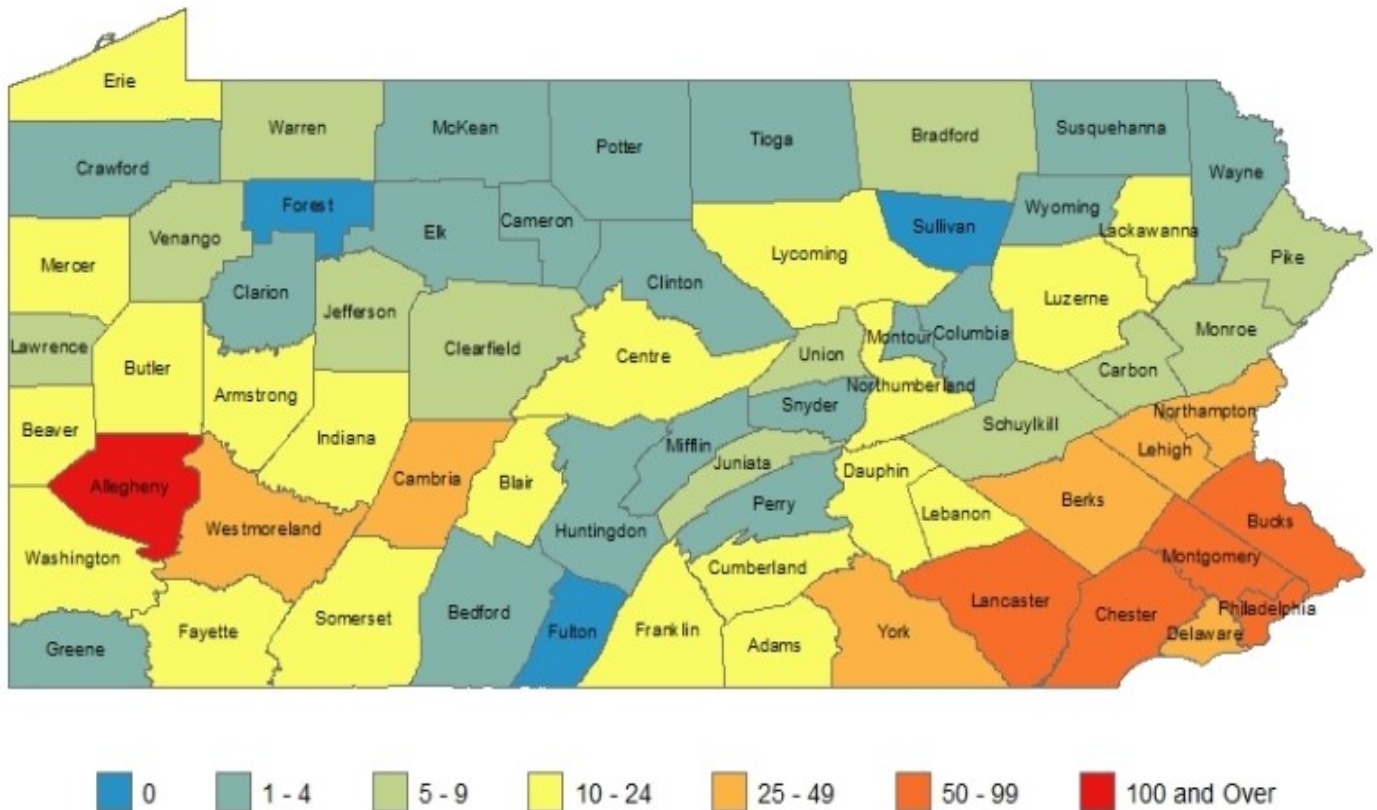 Erie
Warren
McKean
Potter
Tioga
Bradford
Susquehanna
Wayne
Crawford
Forest
Elk
Cameron
Sullivan
Wyoming
Lackawanna
Venango
Mercer
Clarion
Jefferson
Clinton
Lycoming
Luzerne
Pike
Monroe
Lawrence
Butler
Armstrong
Clearfield
Centre
Union
Montour
Columbia
Carbon
Northumberland
Snyder
Schuylkill
Northampton
Lehigh
Beaver
Indiana
Cambria
Blair
Mifflin
Juniata
Dauphin
Allegheny
Westmoreland
Huntingdon
Perry
Lebanon
Berks
Bucks
Washington
Cumberland
Montgomery
Greene
Fayette
Somerset
Bedford
Fulton
Franklin
Adams
York
Lancaster
Chester
Delaware
Philadelphia
0 1 - 4 5 - 9 10 - 24 25 - 49 50 - 99 100 and Over